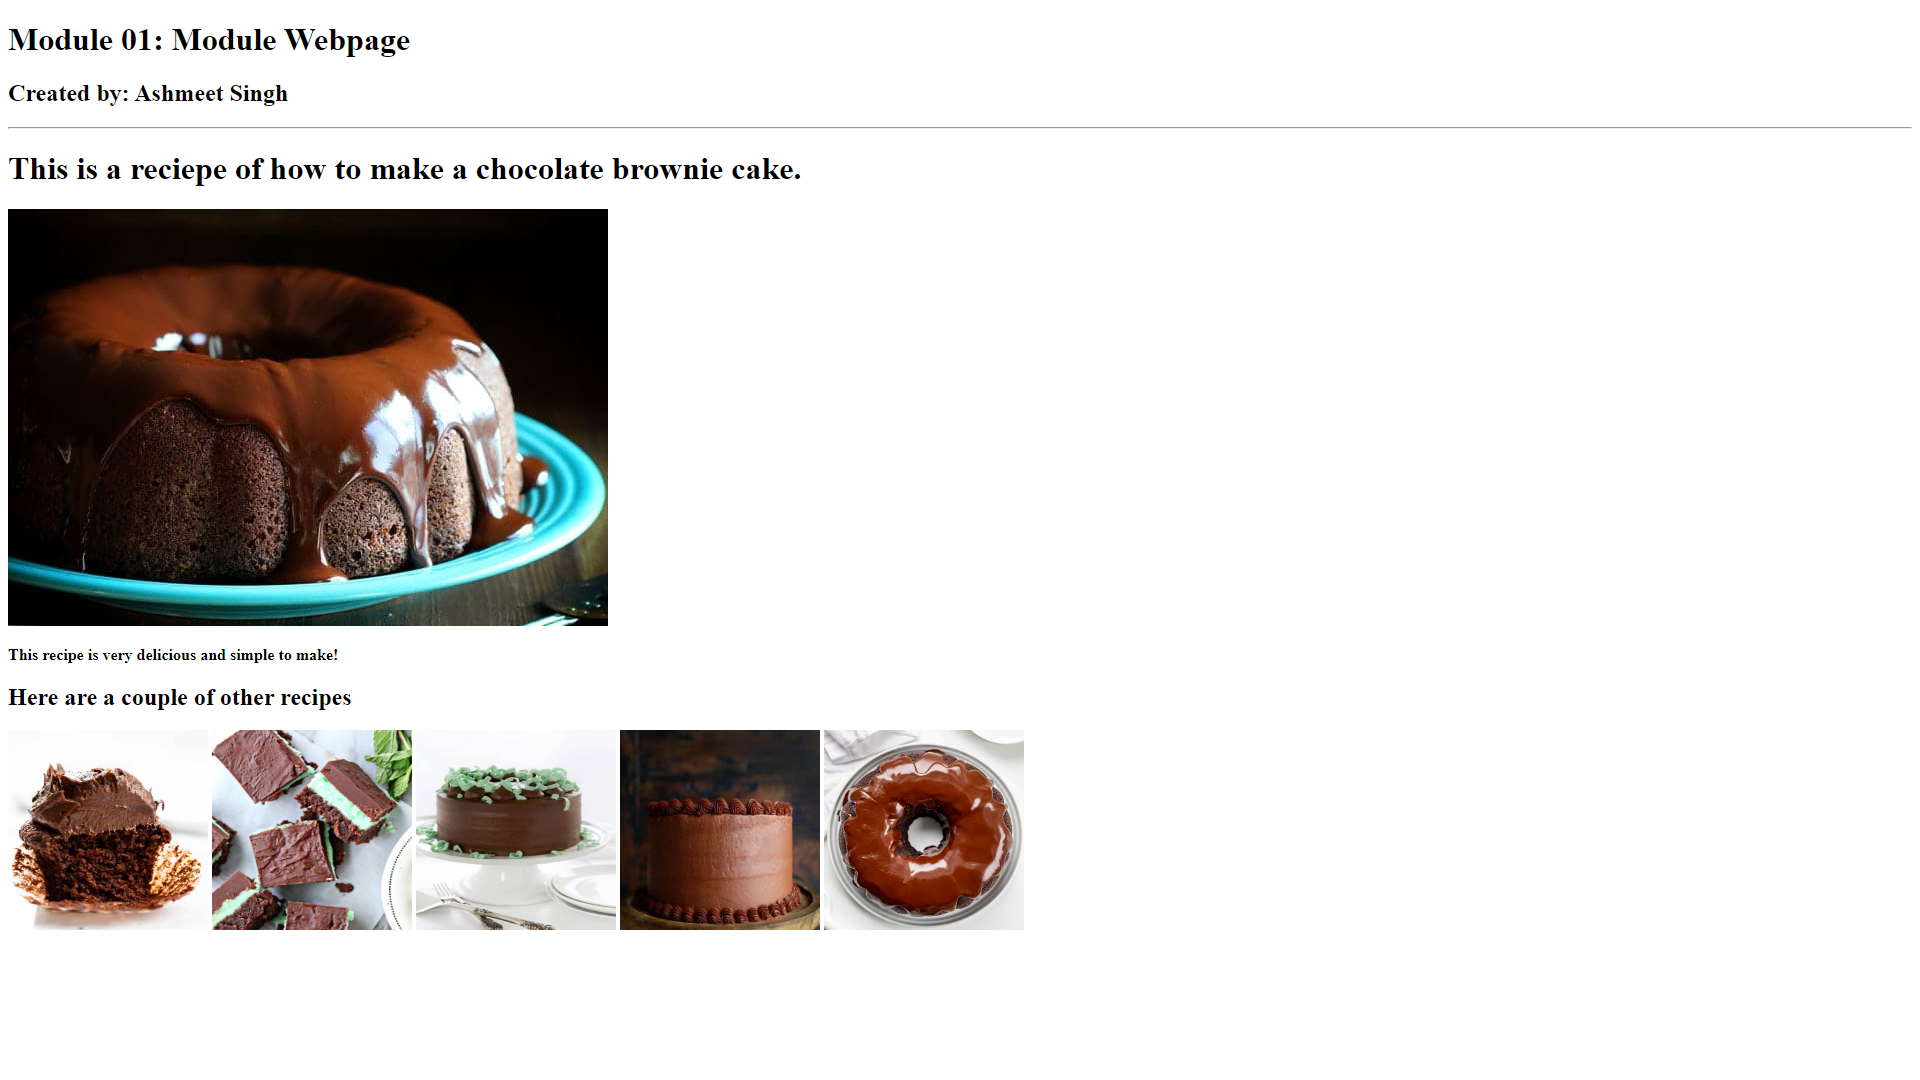 Module 01: Module Webpage
Created by: Ashmeet Singh
This is a reciepe of how to make a chocolate brownie cake.
This recipe is very delicious and simple to make!
Here are a couple of other recipes